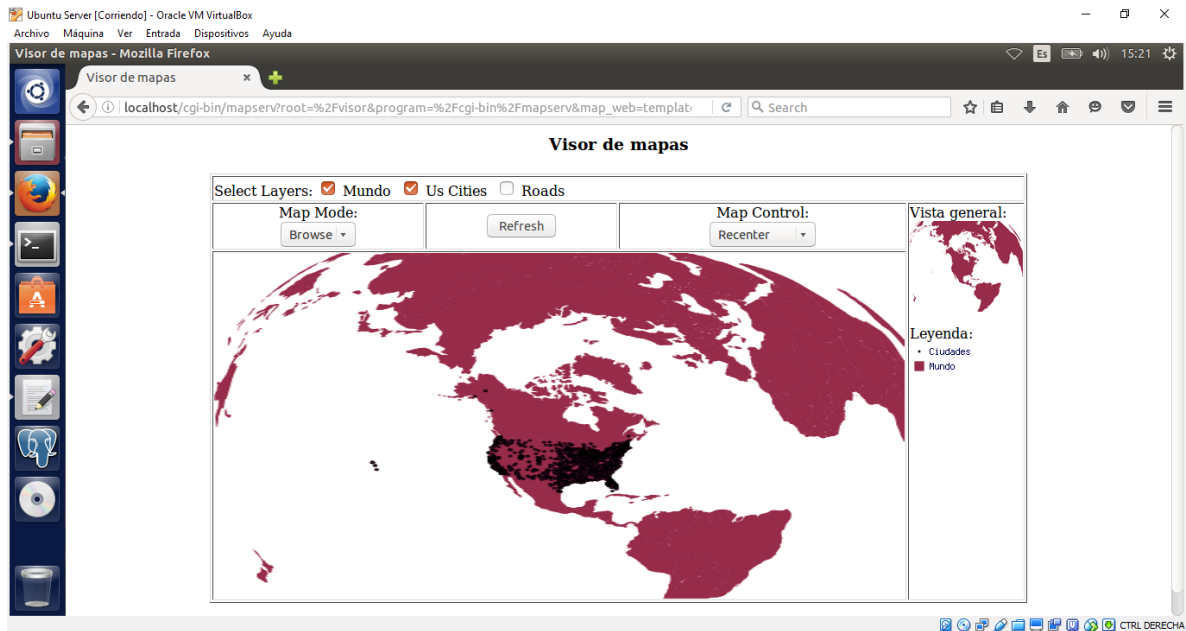 Ubuntu Server [Corriendo] - Oracle VM VirtualBox
Archivo Máquina Ver Entrada Dispositivos Ayuda
Visor de mapas - Mozilla Firefox
Es
15:21
Visor de mapas
localhost/cgi-bin/mapserv?root=%2Fvisor&program=%2Fcgi-bin%2Fmapserv&map_web=templat
Search
Visor de mapas
Select Layers: Mundo Us Cities Roads
Map Mode:
Browse
Refresh
Map Control:
Recenter
Vista general:
Leyenda:
Ciudades
Mundo
CTRL DERECHA